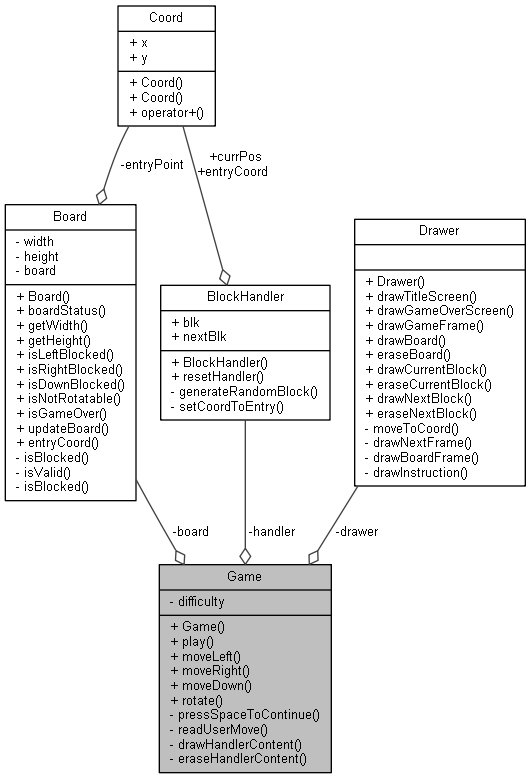 Coord
+ x
+ y
+ Coord()
+ Coord()
+ operator+()
-entryPoint
+currPos
+entryCoord
Board
- width
- height
- board
+ Board()
+ boardStatus()
+ getWidth()
+ getHeight()
+ isLeftBlocked()
+ isRightBlocked()
+ isDownBlocked()
+ isNotRotatable()
+ isGameOver()
+ updateBoard()
+ entryCoord()
- isBlocked()
- isValid()
- isBlocked()
BlockHandler
+ blk
+ nextBlk
+ BlockHandler()
+ resetHandler()
- generateRandomBlock()
- setCoordToEntry()
Drawer
+ Drawer()
+ drawTitleScreen()
+ drawGameOverScreen()
+ drawGameFrame()
+ drawBoard()
+ eraseBoard()
+ drawCurrentBlock()
+ eraseCurrentBlock()
+ drawNextBlock()
+ eraseNextBlock()
- moveToCoord()
- drawNextFrame()
- drawBoardFrame()
- drawInstruction()
-board
-handler
-drawer
Game
- difficulty
+ Game()
+ play()
+ moveLeft()
+ moveRight()
+ moveDown()
+ rotate()
- pressSpaceToContinue()
- readUserMove()
- drawHandlerContent()
- eraseHandlerContent()